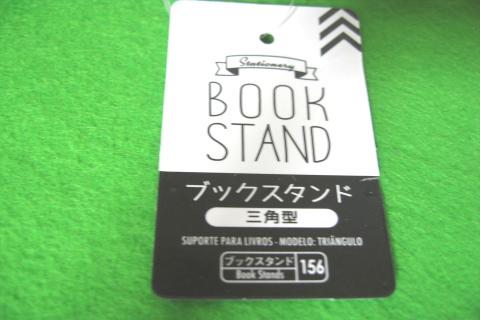 Stationery
BOOK
STAND
ブックスタンド
三角型
SUPORTE PARA LIVROS - MODELO: TRIÂNGULO
ブックスタンド
Book Stands
156